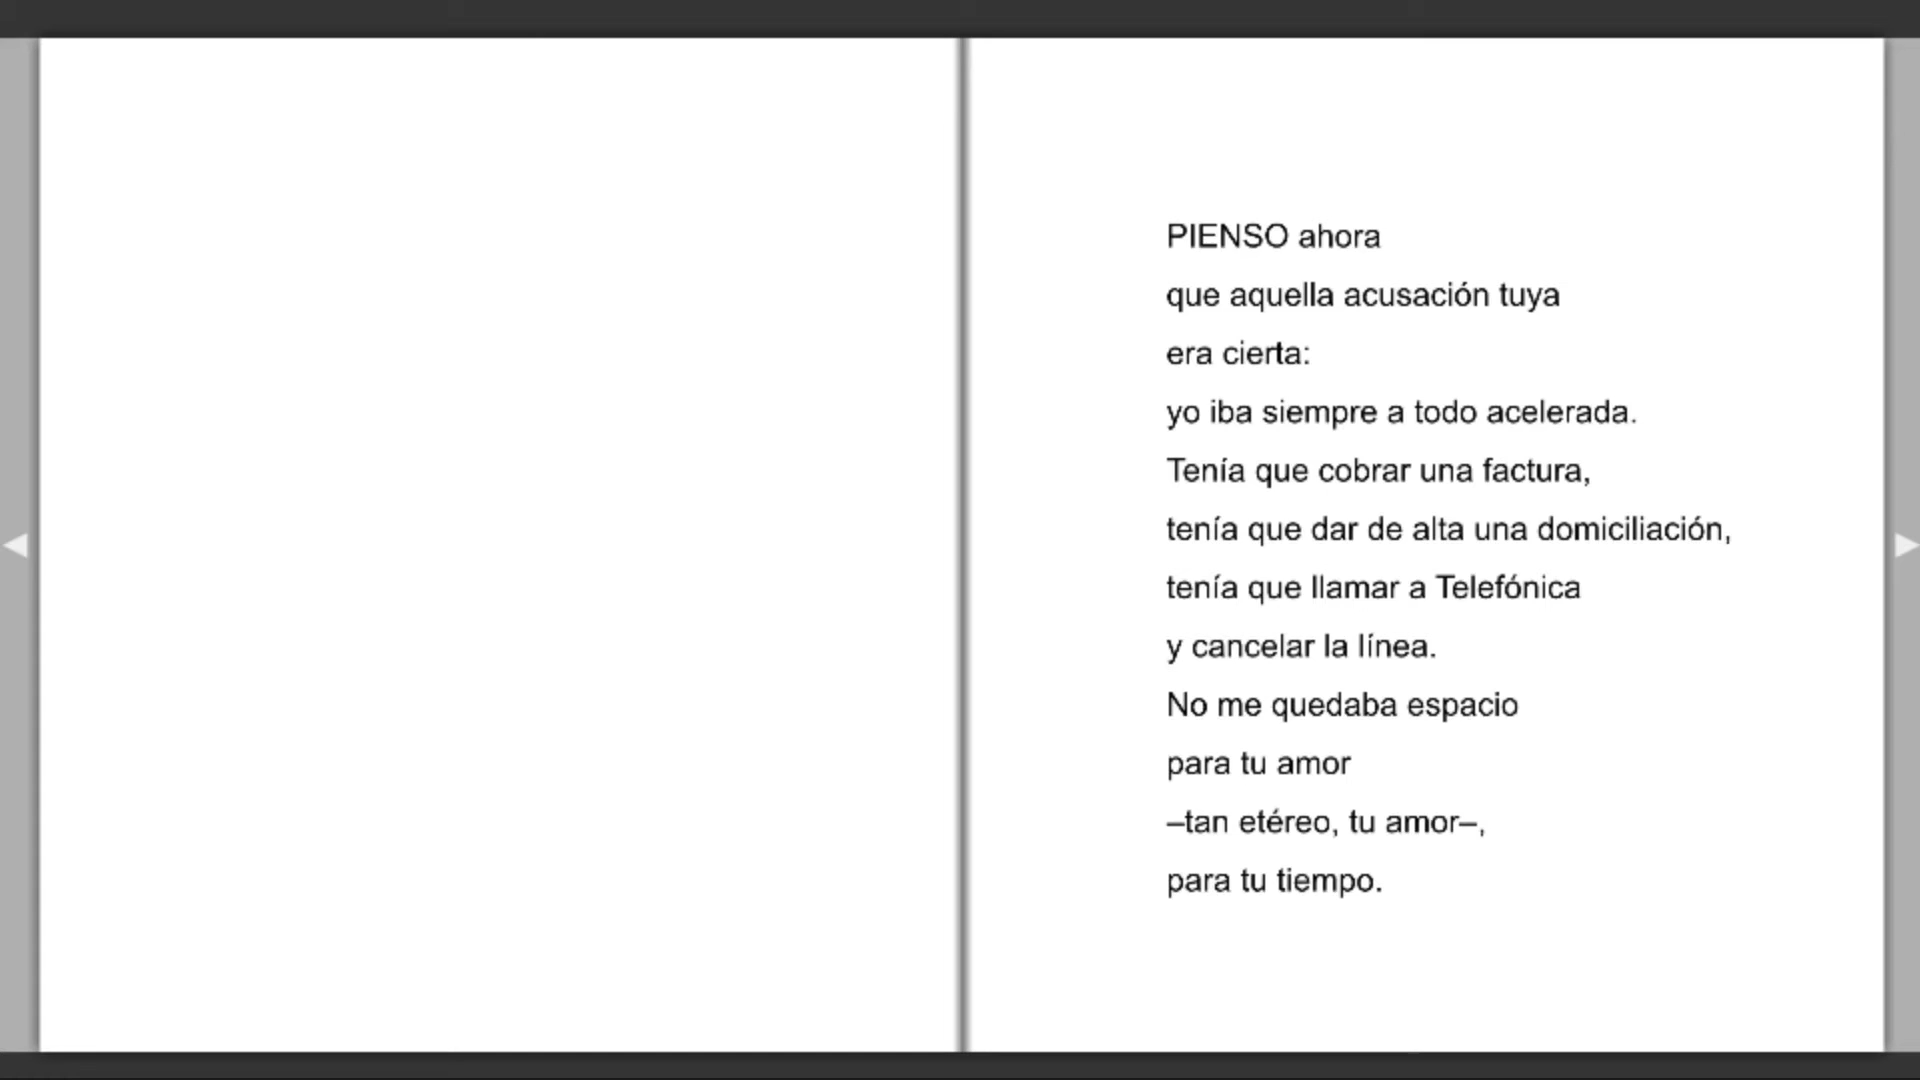 PIENSO ahora
que aquella acusación tuya
era cierta:
yo iba siempre a todo acelerada.
Tenía que cobrar una factura,
tenía que dar de alta una domiciliación,
tenía que llamar a Telefónica
y cancelar la línea.
No me quedaba espacio
para tu amor
–tan etéreo, tu amor–,
para tu tiempo.